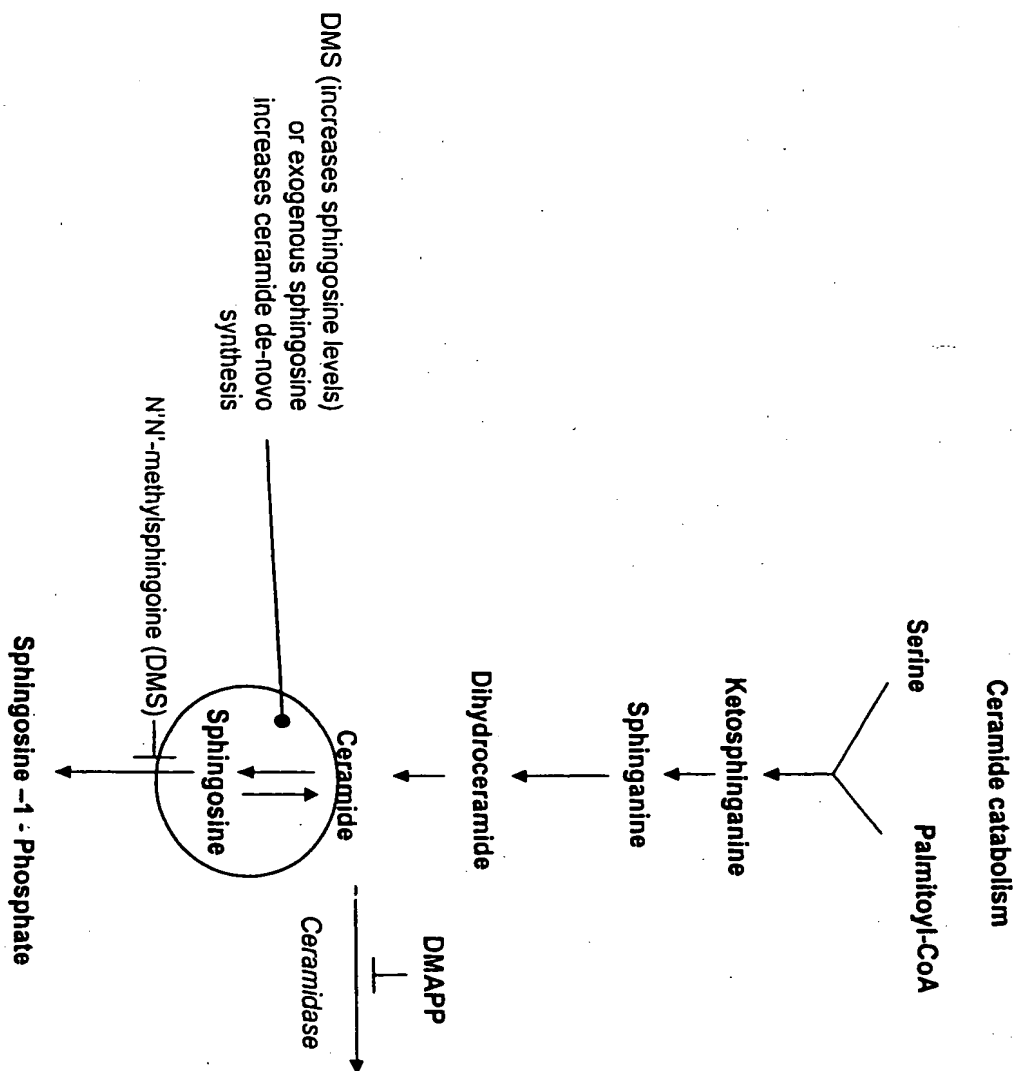 Ceramide catabolism
Serine
Palmitoyl-CoA
Ketosphinganine
Sphinganine
Dihydroceramide
Ceramide
Sphingosine
Sphingosine –1 - Phosphate
DMAPP
Ceramidase
DMS (increases sphingosine levels)
or exogenous sphingosine
increases ceramide de-novo
synthesis
N'N'-methylsphingoine (DMS)